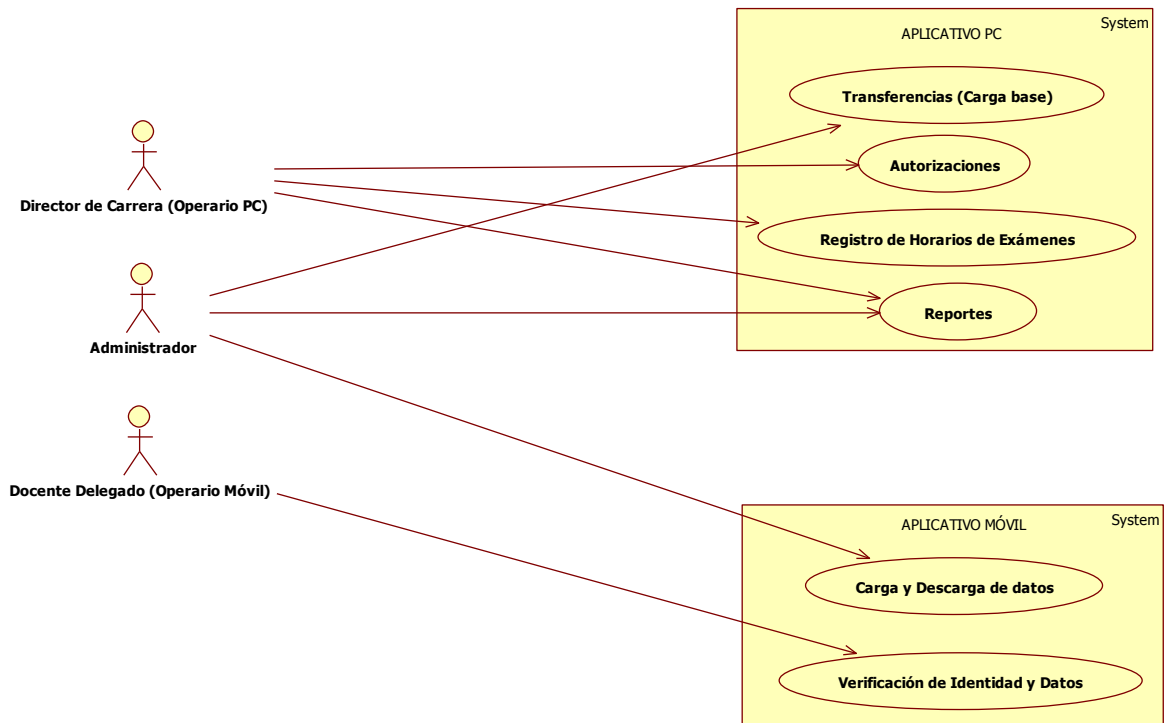 System
APLICATIVO PC
Transferencias (Carga base)
Autorizaciones
Director de Carrera (Operario PC)
Registro de Horarios de Exámenes
Reportes
Administrador
Docente Delegado (Operario Móvil)
System
APLICATIVO MÓVIL
Carga y Descarga de datos
Verificación de Identidad y Datos